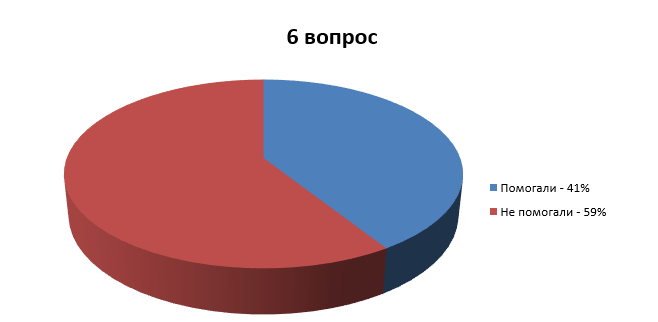 6 вопрос
Помогали - 41%
Не помогали - 59%